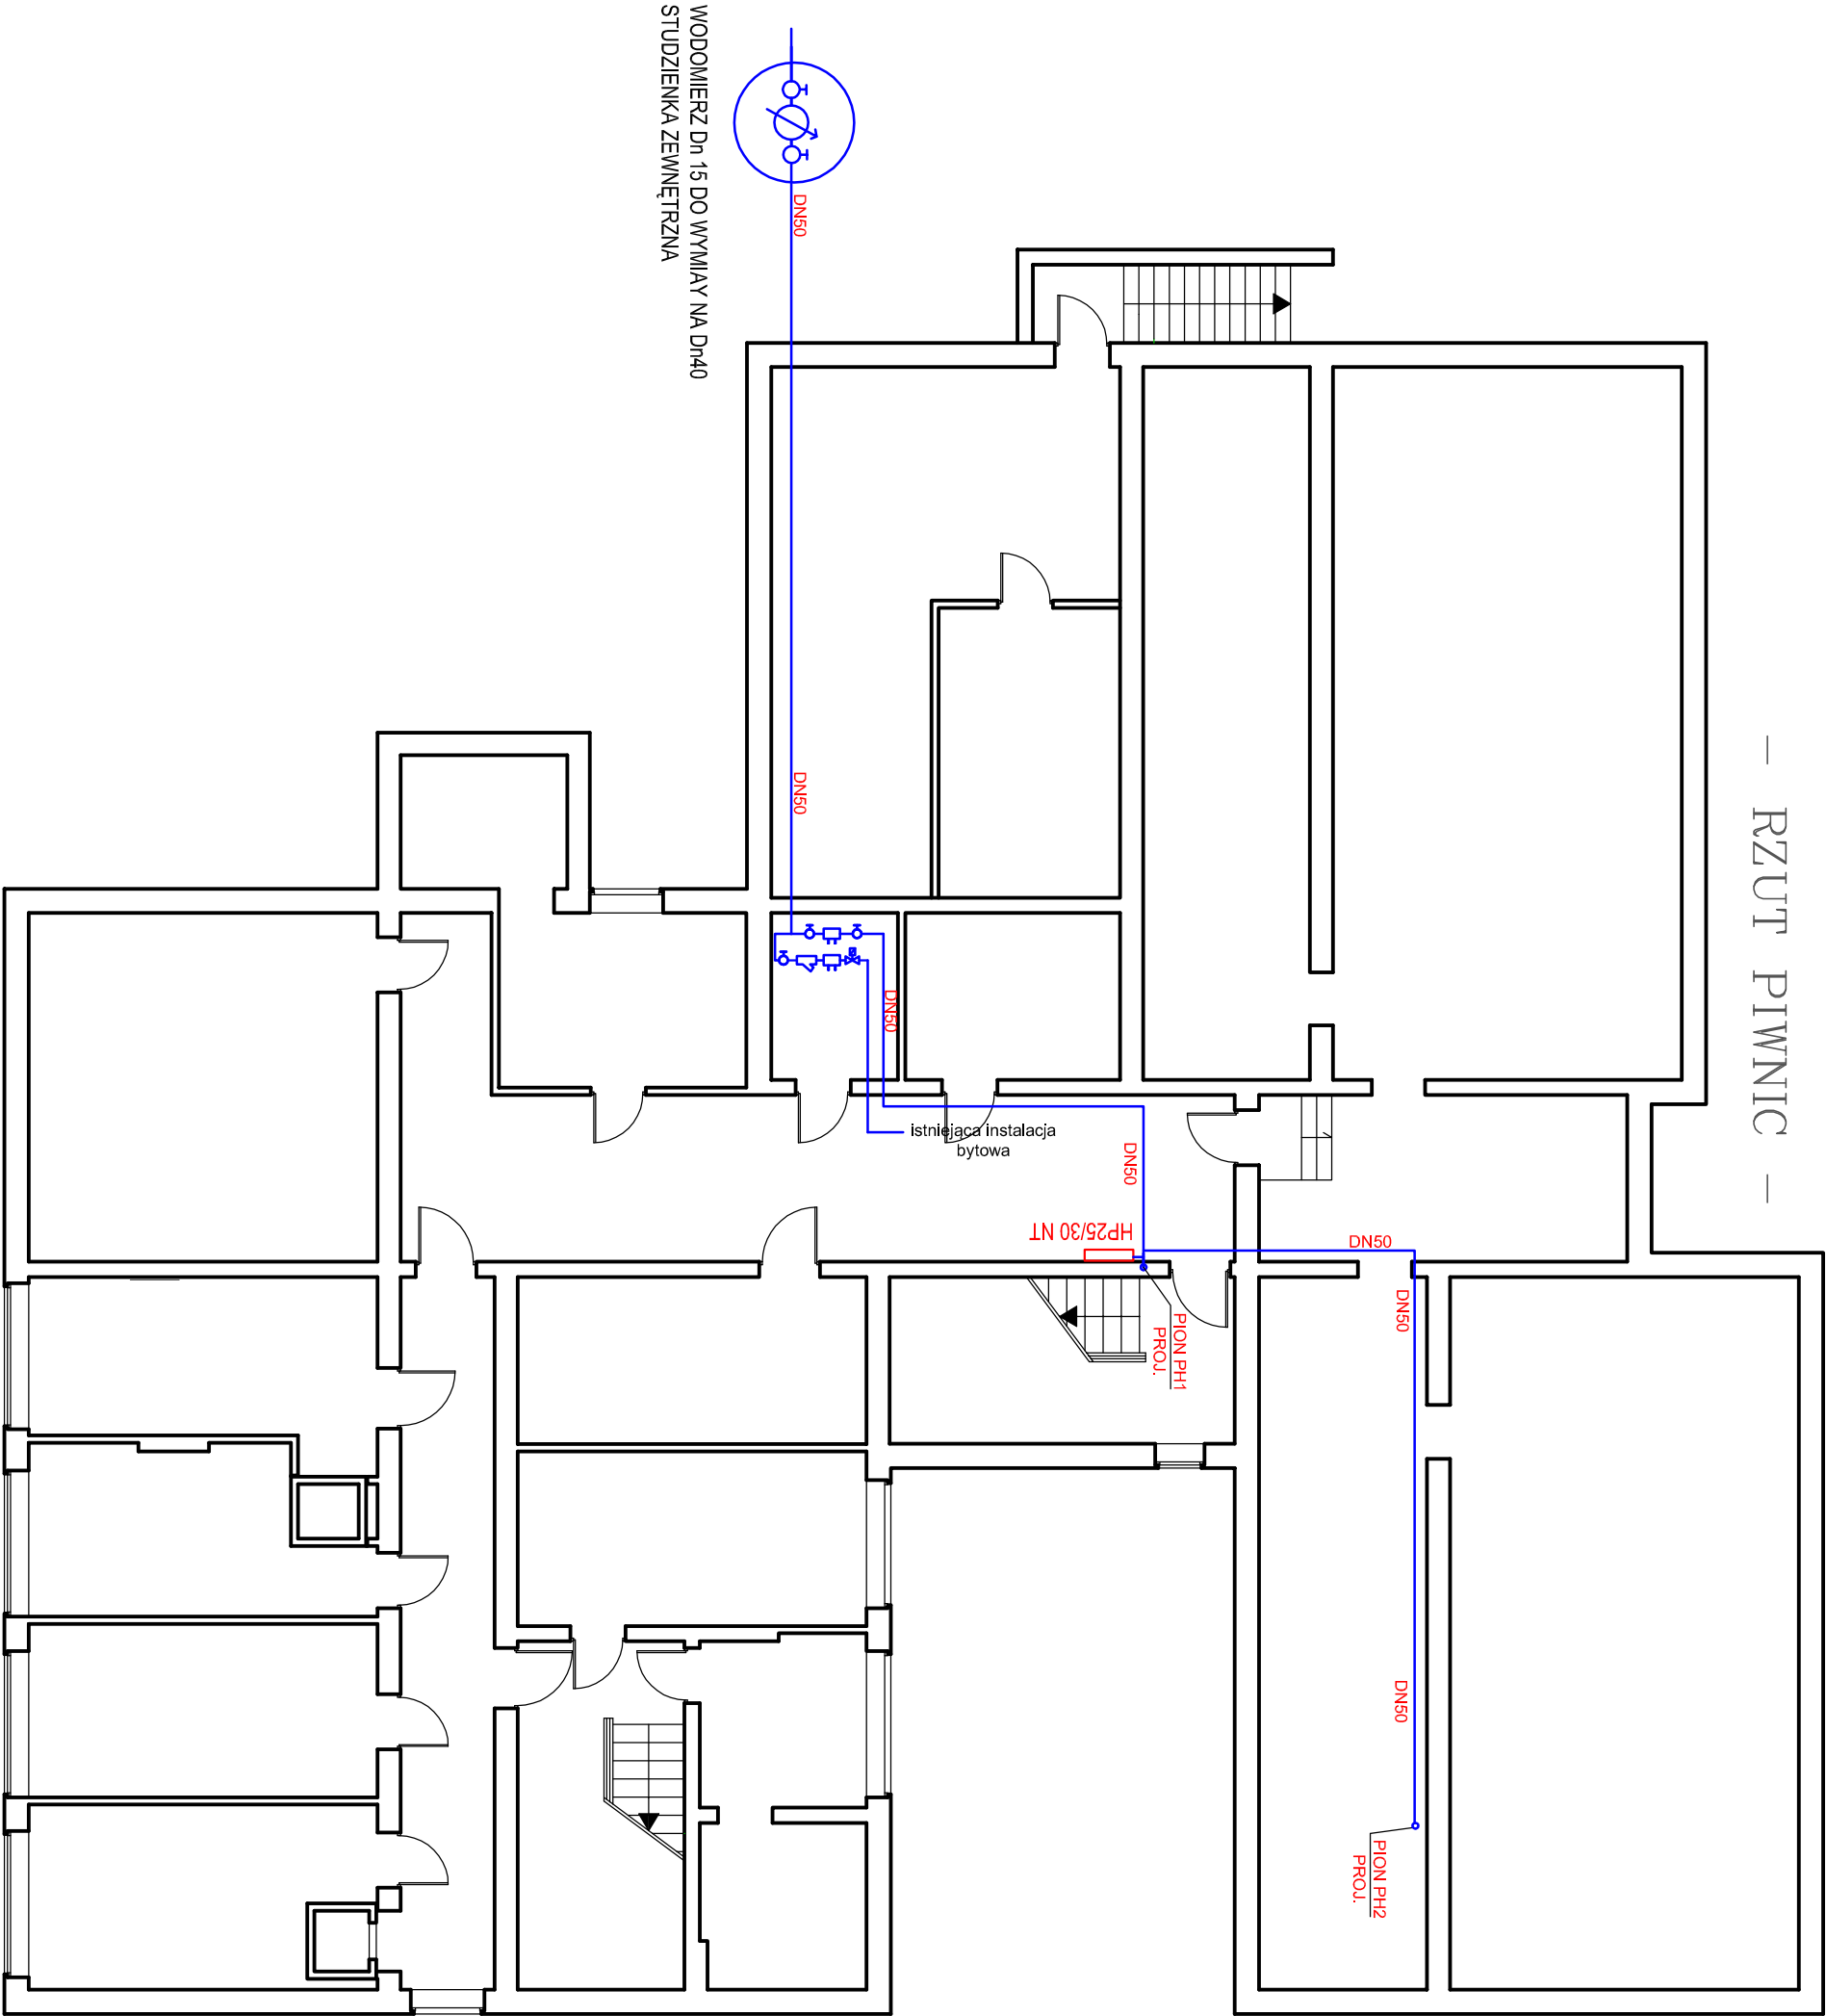 — RZUT PIWNIC —
WODOMIERZ Dn 15 DO WYMIAY NA Dn40
STUDZIENKA ZEWNĘTRZNA
DN50
DN50
DN50
istniejąca instalacja
bytowa
DN50
HP25/30 NT
DN50
DN50
PION PH1
PROJ.
DN50
PION PH2
PROJ.